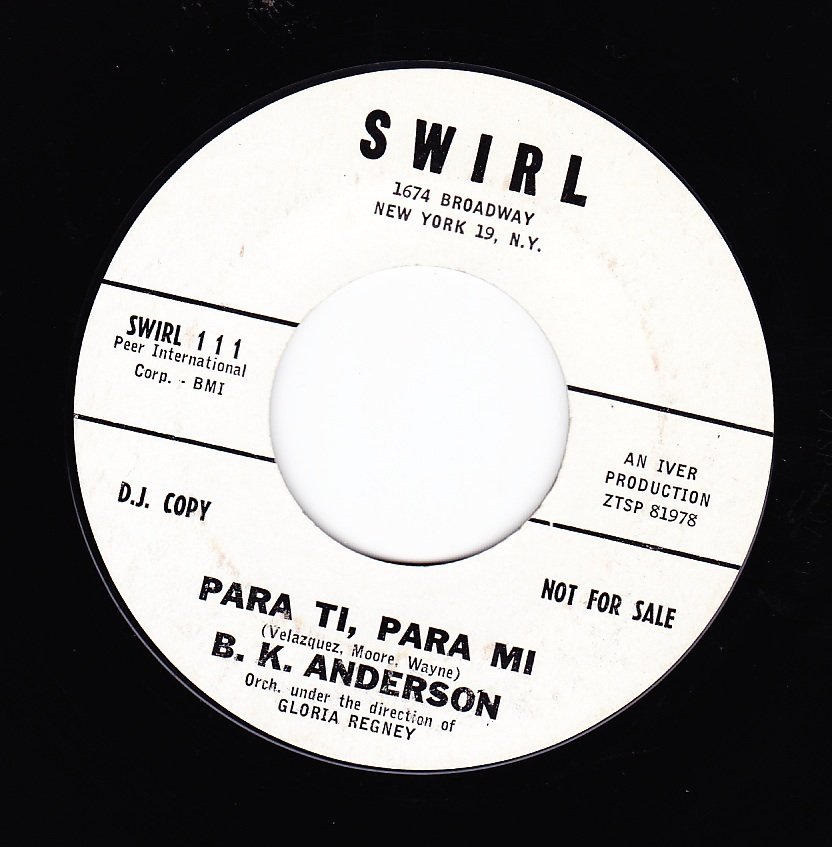 SWIRL
1674 BROADWAY
NEW YORK 19, N.Y.
SWIRL 111
Peer International
Corp. - BMI
AN IVER
PRODUCTION
ZTSP 81978
D.J. COPY
NOT FOR SALE
PARA TI, PARA MI
(Velazquez, Moore, Wayne)
B. K. ANDERSON
Orch. under the direction of
GLORIA REGNEY